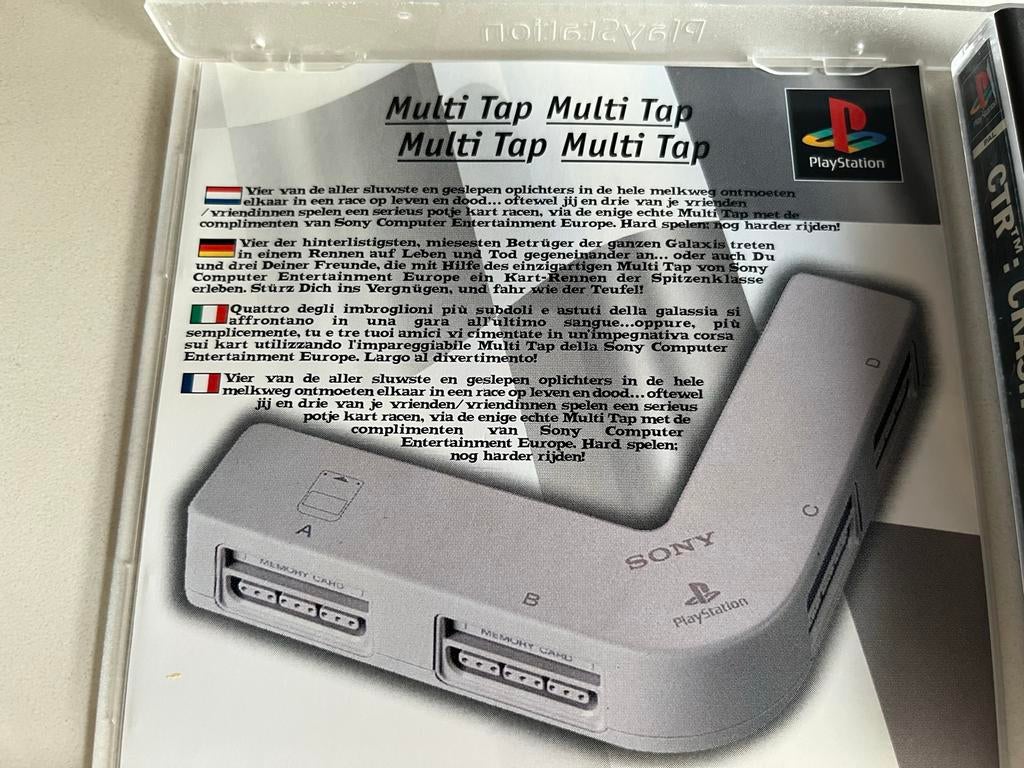 PlayStation
Multi Tap Multi Tap
Multi Tap Multi Tap
PlayStation
Vier van de aller sluwste en geslepen oplichters in de hele melkweg ontmoeten
elkaar in een race op leven en dood... oftewel jij en drie van je vrienden
/vriendinnen spelen een serieus potje kart racen, via de enige echte Multi Tap met de
complimenten van Sony Computer Entertainment Europe. Hard spelen; nog harder rijden!
Vier der hinterlistigsten, miesesten Betrüger der ganzen Galaxis treten
in einem Rennen auf Leben und Tod gegeneinander an... oder auch Du
und drei Deiner Freunde, die mit Hilfe des einzigartigen Multi Tap von Sony
Computer Entertainment Europe ein Kart-Rennen der Spitzenklasse
erleben. Stürz Dich ins Vergnügen, und fahr wie der Teufel!
Quattro degli imbroglioni più subdoli e astuti della galassia si
affrontano in una gara all'ultimo sangue...oppure, più
semplicemente, tu e tre tuoi amici vi cimentate in un'impegnativa corsa
sui kart utilizzando l'impareggiabile Multi Tap della Sony Computer
Entertainment Europe. Largo al divertimento!
Vier van de aller sluwste en geslepen oplichters in de hele
melkweg ontmoeten elkaar in een race op leven en dood... oftewel
jij en drie van je vrienden/vriendinnen spelen een serieus
potje kart racen, via de enige echte Multi Tap met de
complimenten van Sony Computer
Entertainment Europe. Hard spelen;
nog harder rijden!
A
MEMORY CARD
B
MEMORY CARD
C
D
SONY
PlayStation
PAL
CTR™: CRASH